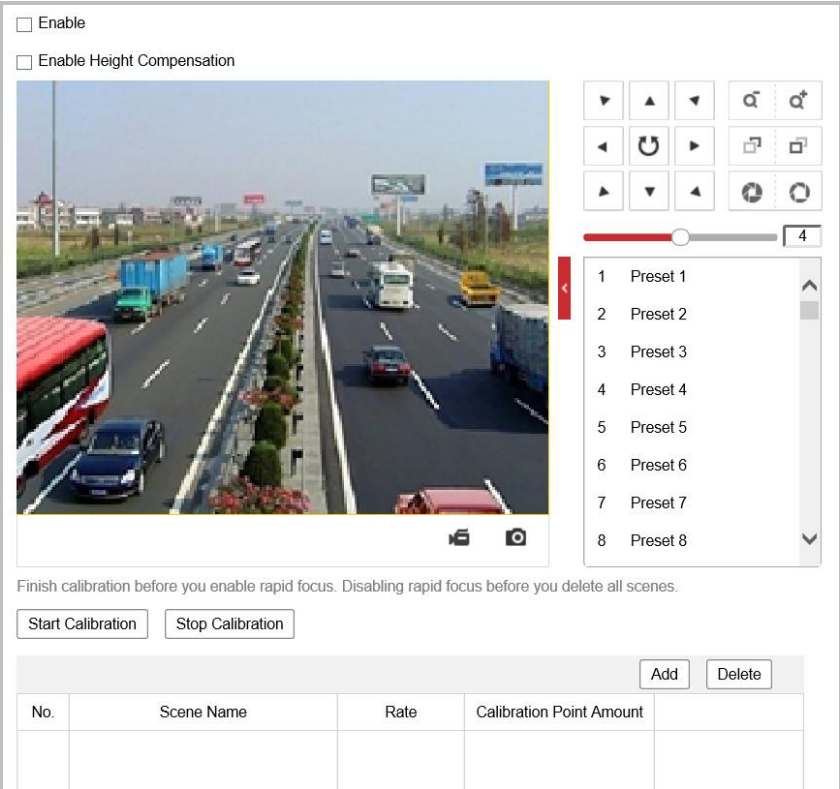 Enable
Enable Height Compensation
4
1 Preset 1
2 Preset 2
3 Preset 3
4 Preset 4
5 Preset 5
6 Preset 6
7 Preset 7
8 Preset 8
Finish calibration before you enable rapid focus. Disabling rapid focus before you delete all scenes.
Start Calibration Stop Calibration
Add Delete
No. Scene Name Rate Calibration Point Amount